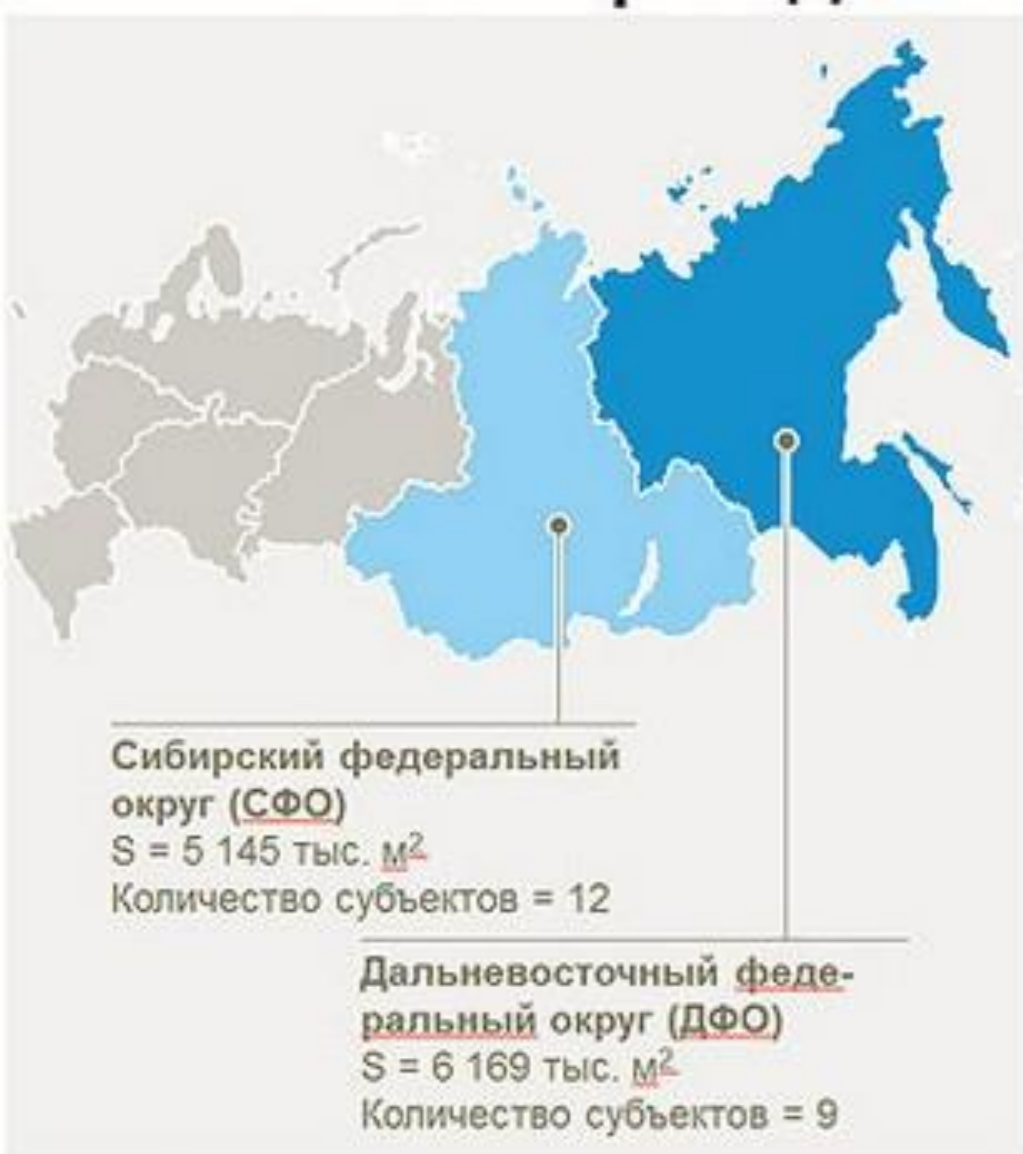 Сибирский федеральный
округ (СФО)
S = 5 145 тыс. м²
Количество субъектов = 12
Дальневосточный феде-
ральный округ (ДФО)
S = 6 169 тыс. м²
Количество субъектов = 9